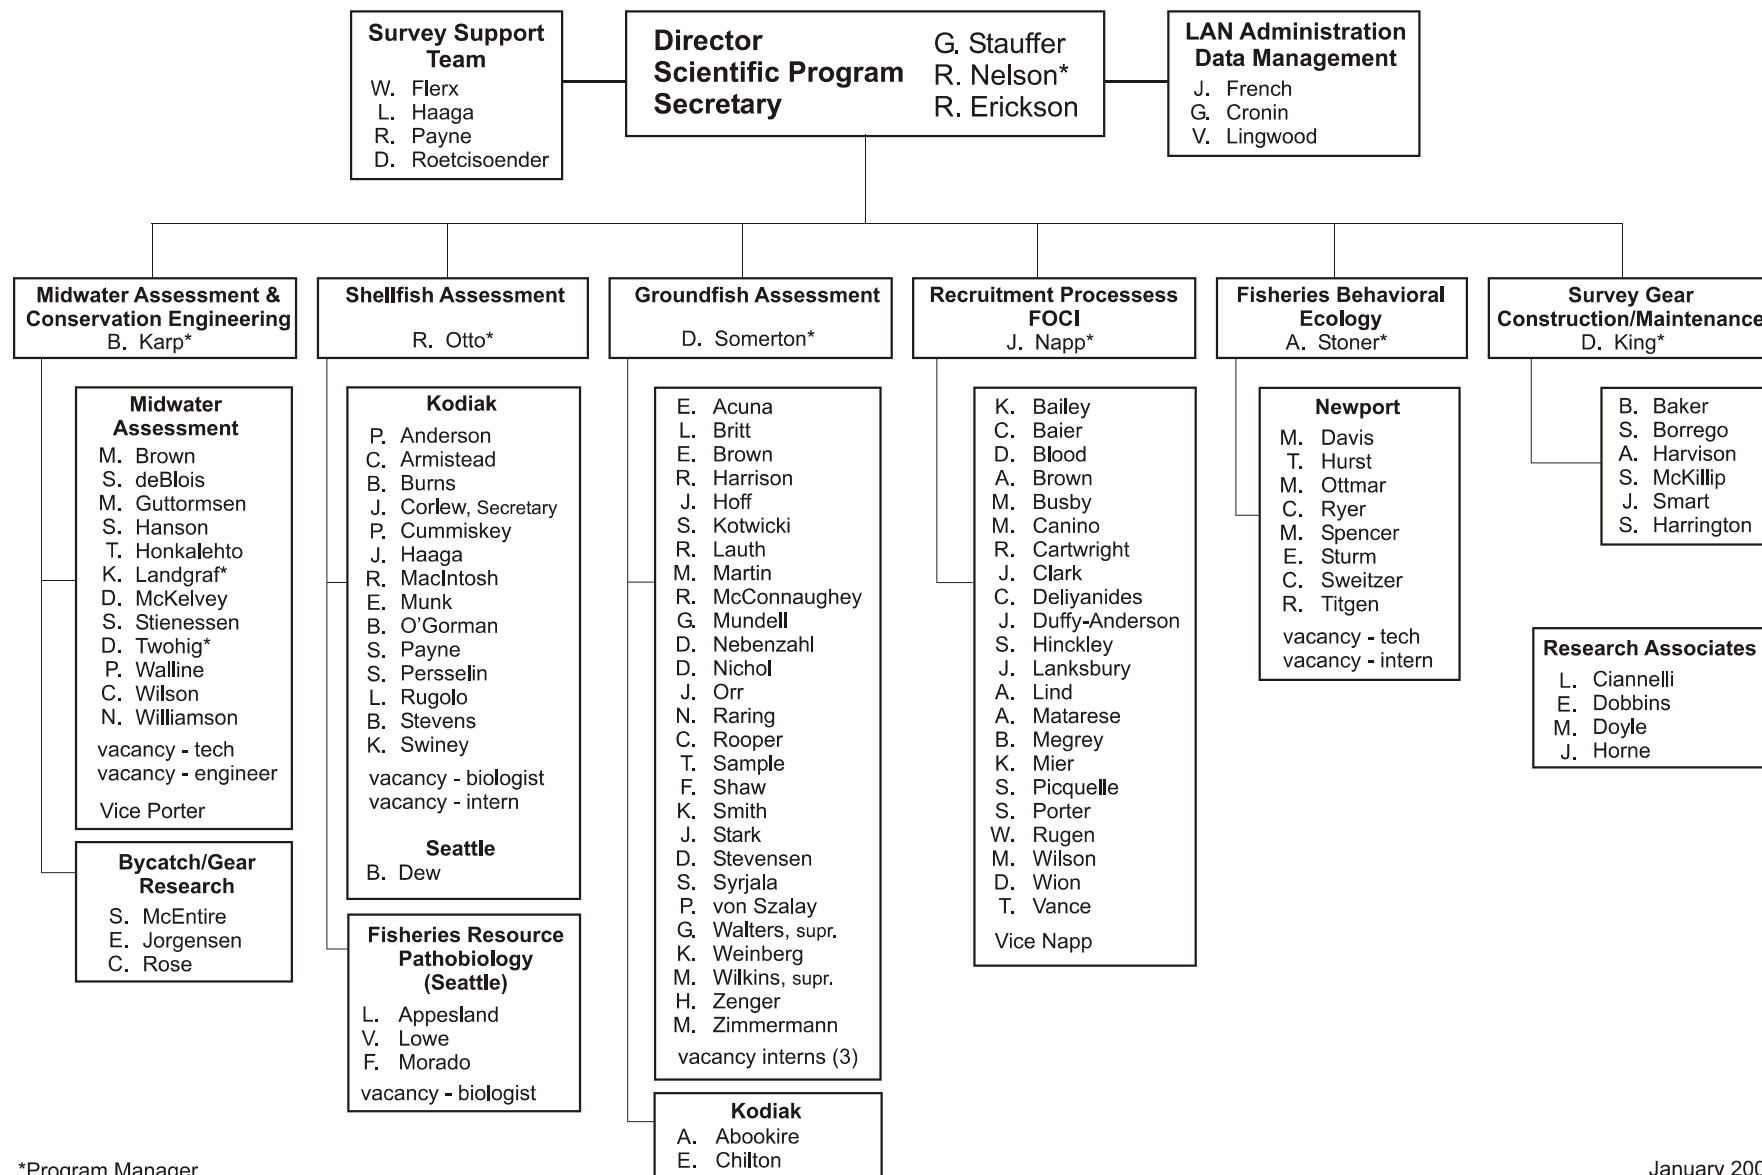 Survey Support
Team
W. Flerx
L. Haaga
R. Payne
D. Roetcisoender
Director G. Stauffer
Scientific Program R. Nelson*
Secretary R. Erickson
LAN Administration
Data Management
J. French
G. Cronin
V. Lingwood
Midwater Assessment &
Conservation Engineering
B. Karp*
Midwater
Assessment
M. Brown
S. deBlois
M. Guttormsen
S. Hanson
T. Honkalehto
K. Landgraf*
D. McKelvey
S. Stienessen
D. Twohig*
P. Walline
C. Wilson
N. Williamson
vacancy - tech
vacancy - engineer
Vice Porter
Bycatch/Gear
Research
S. McEntire
E. Jorgensen
C. Rose
Shellfish Assessment
R. Otto*
Kodiak
P. Anderson
C. Armistead
B. Burns
J. Corlew, Secretary
P. Cummiskey
J. Haaga
R. MacIntosh
E. Munk
B. O'Gorman
S. Payne
S. Persselin
L. Rugolo
B. Stevens
K. Swiney
vacancy - biologist
vacancy - intern
Seattle
B. Dew
Fisheries Resource
Pathobiology
(Seattle)
L. Appesland
V. Lowe
F. Morado
vacancy - biologist
Groundfish Assessment
D. Somerton*
E. Acuna
L. Britt
E. Brown
R. Harrison
J. Hoff
S. Kotwicki
R. Lauth
M. Martin
R. McConnaughey
G. Mundell
D. Nebenzahl
D. Nichol
J. Orr
N. Raring
C. Rooper
T. Sample
F. Shaw
K. Smith
J. Stark
D. Stevensen
S. Syrjala
P. von Szalay
G. Walters, supr.
K. Weinberg
M. Wilkins, supr.
H. Zenger
M. Zimmermann
vacancy interns (3)
Kodiak
A. Abookire
E. Chilton
Recruitment Processess
FOCI
J. Napp*
K. Bailey
C. Baier
D. Blood
A. Brown
M. Busby
M. Canino
R. Cartwright
J. Clark
C. Deliyanides
J. Duffy-Anderson
S. Hinckley
J. Lanksbury
A. Lind
A. Matarese
B. Megrey
K. Mier
S. Picquelle
S. Porter
W. Rugen
M. Wilson
D. Wion
T. Vance
Vice Napp
Fisheries Behavioral
Ecology
A. Stoner*
Newport
M. Davis
T. Hurst
M. Ottmar
C. Ryer
M. Spencer
E. Sturm
C. Sweitzer
R. Titgen
vacancy - tech
vacancy - intern
Survey Gear
Construction/Maintenance
D. King*
B. Baker
S. Borrego
A. Harvison
S. McKillip
J. Smart
S. Harrington
Research Associates
L. Ciannelli
E. Dobbins
M. Doyle
J. Horne
*Program Manager
January